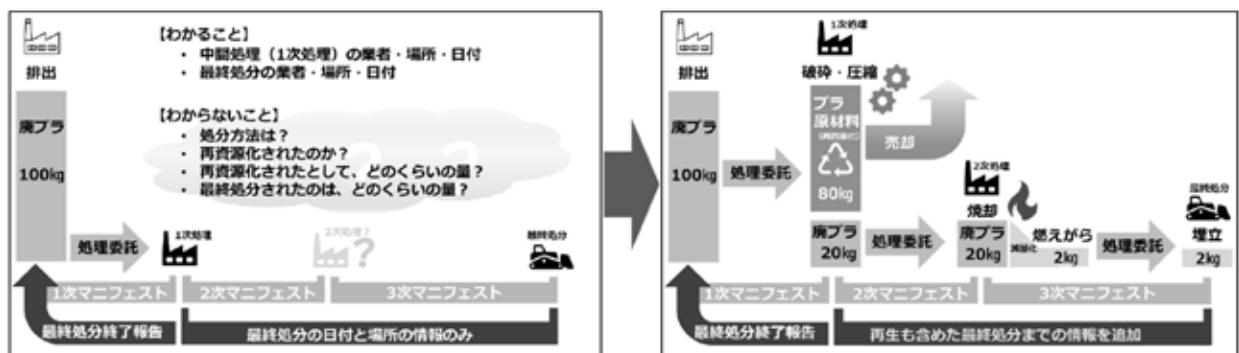 排出
廃プラ
100kg
【わかること】
・ 中間処理（1次処理）の業者・場所・日付
・ 最終処分の業者・場所・日付
【わからないこと】
・ 処分方法は？
・ 再資源化されたのか？
・ 再資源化されたとして、どのくらいの量？
・ 最終処分されたのは、どのくらいの量？
処理委託
1次処理
2次処理？
?
最終処分
1次マニフェスト
2次マニフェスト
3次マニフェスト
最終処分終了報告
最終処分の日付と場所の情報のみ
排出
廃プラ
100kg
処理委託
1次処理
破砕・圧縮
プラ
原材料
80kg
売却
廃プラ
20kg
処理委託
2次処理
焼却
廃プラ
20kg
減量化
燃えがら
2kg
処理委託
最終処分
埋立
2kg
1次マニフェスト
2次マニフェスト
3次マニフェスト
最終処分終了報告
再生も含めた最終処分までの情報を追加